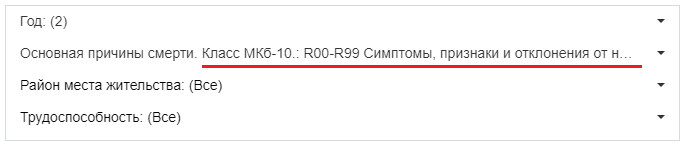 Год: (2)
Основная причины смерти. Класс МКб-10.: R00-R99 Симптомы, признаки и отклонения от н...
Район места жительства: (Все)
Трудоспособность: (Все)